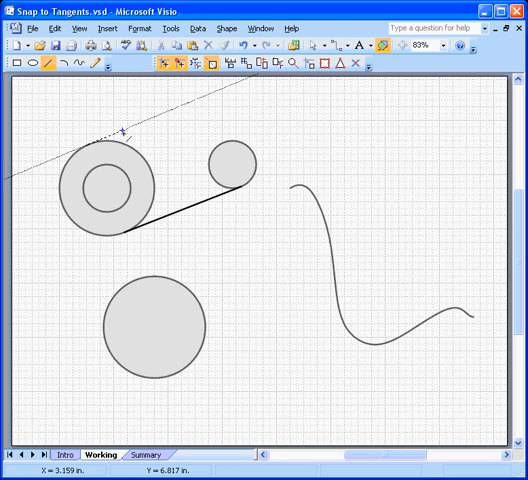 Snap to Tangents.vsd - Microsoft Visio
File Edit View Insert Format Tools Data Shape Window Help Type a question for help
A 83%
Intro Working Summary
X = 3.159 in. Y = 6.817 in.